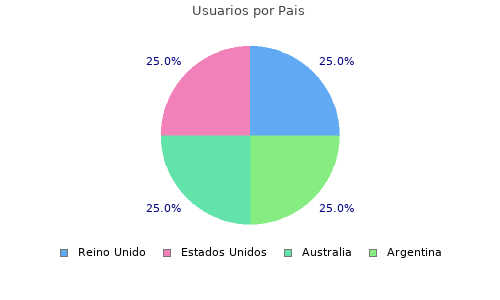 Usuarios por Pais
25.0% 25.0%
25.0% 25.0%
Reino Unido Estados Unidos Australia Argentina